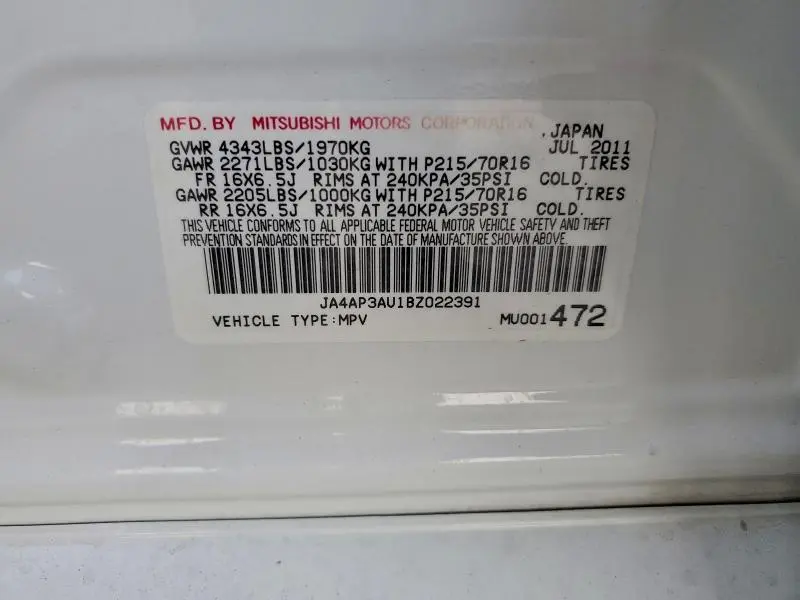 MFD. BY MITSUBISHI MOTORS CORPORATION, JAPAN
GVWR 4343LBS/1970KG JUL 2011
GAWR 2271LBS/1030KG WITH P215/70R16 TIRES
FR 16X6.5J RIMS AT 240KPA/35PSI COLD.
GAWR 2205LBS/1000KG WITH P215/70R16 TIRES
RR 16X6.5J RIMS AT 240KPA/35PSI COLD.
THIS VEHICLE CONFORMS TO ALL APPLICABLE FEDERAL MOTOR VEHICLE SAFETY AND THEFT
PREVENTION STANDARDS IN EFFECT ON THE DATE OF MANUFACTURE SHOWN ABOVE.
JA4AP3AU1BZ022391
VEHICLE TYPE:MPV MU001472